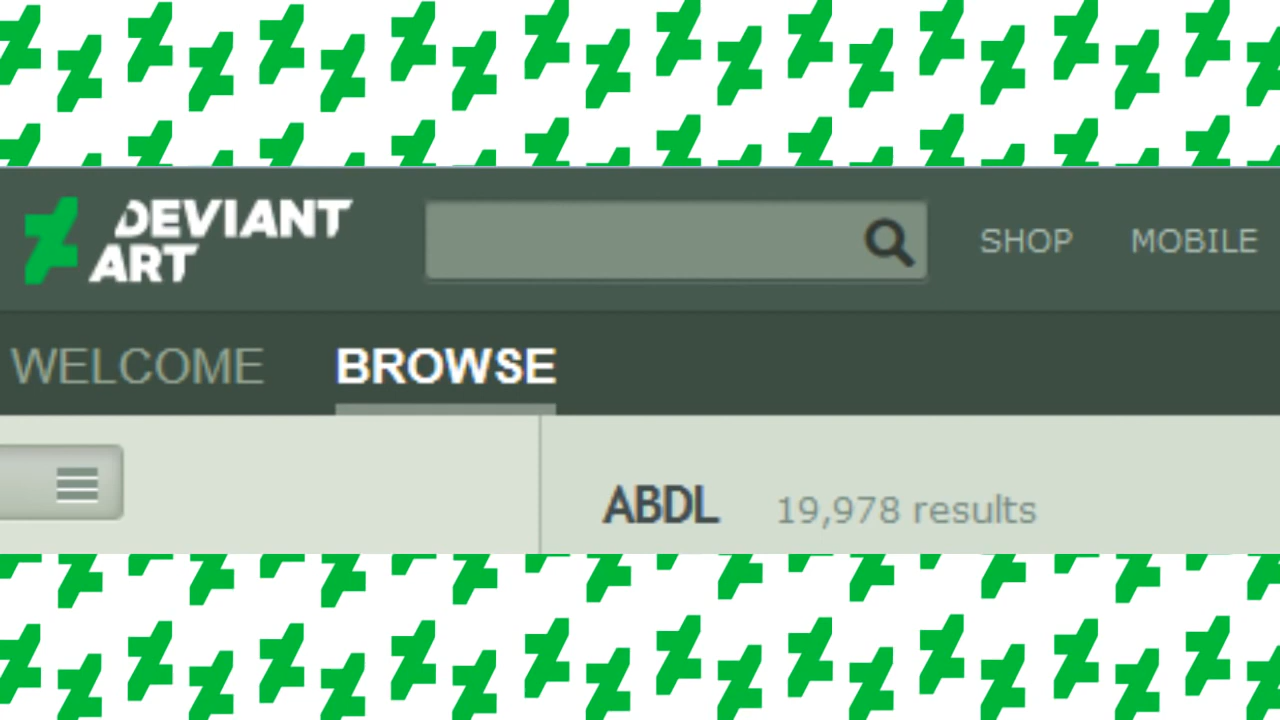 DEVIANT
ART
SHOP MOBILE
WELCOME BROWSE
ABDL 19,978 results